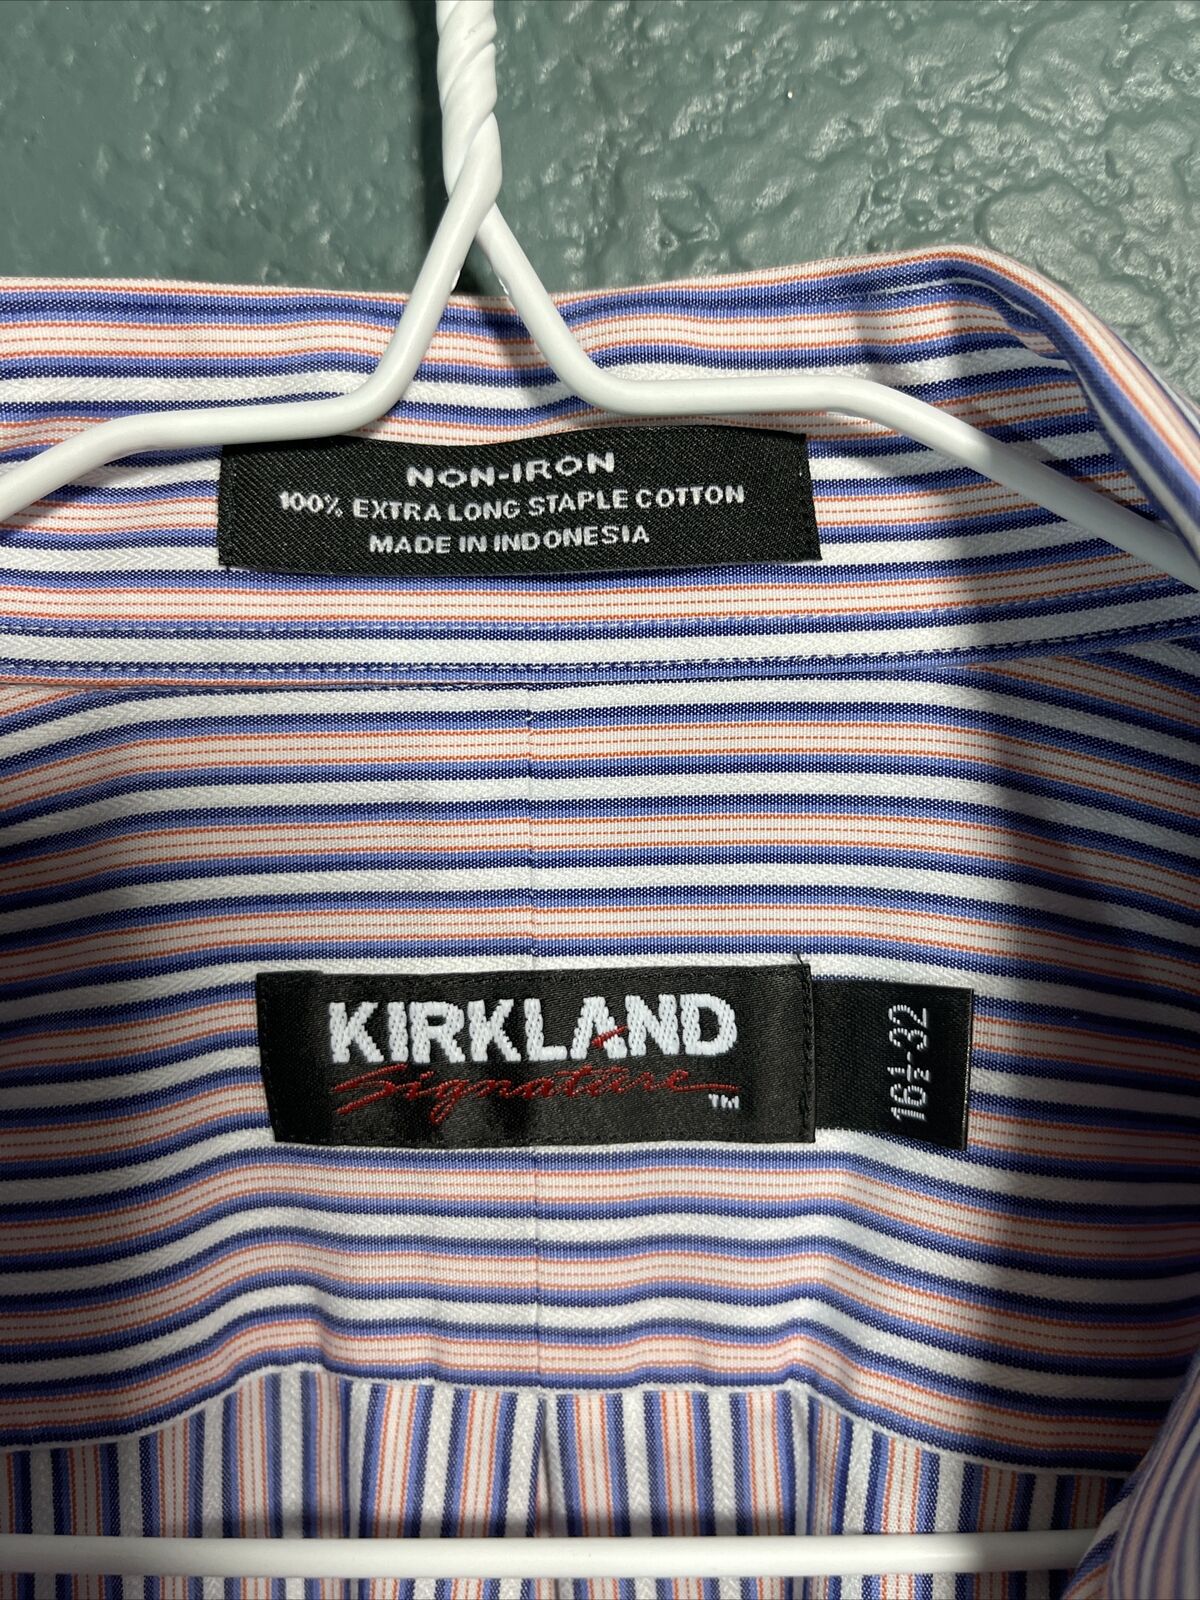 NON-IRON
100% EXTRA LONG STAPLE COTTON
MADE IN INDONESIA
KIRKLAND
Signature ™
16½-32